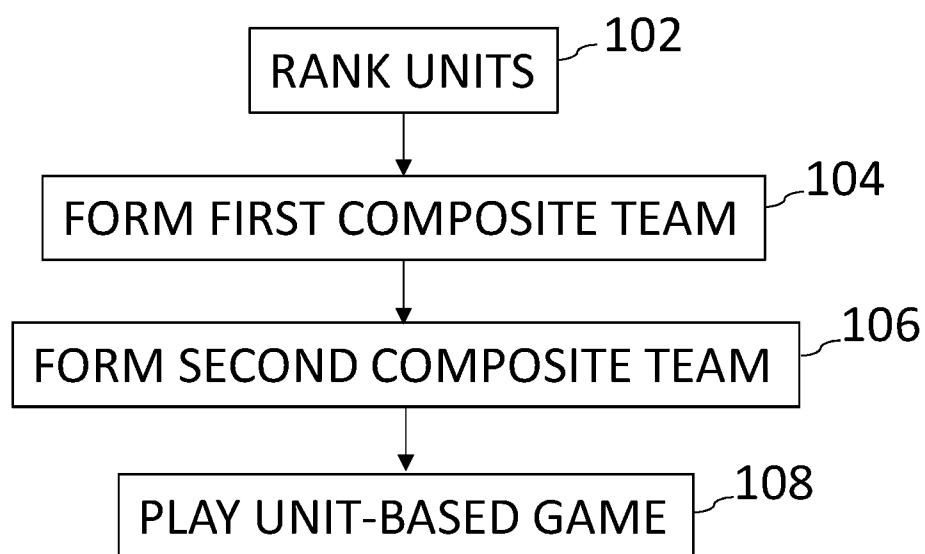 102
RANK UNITS
104
FORM FIRST COMPOSITE TEAM
106
FORM SECOND COMPOSITE TEAM
108
PLAY UNIT-BASED GAME